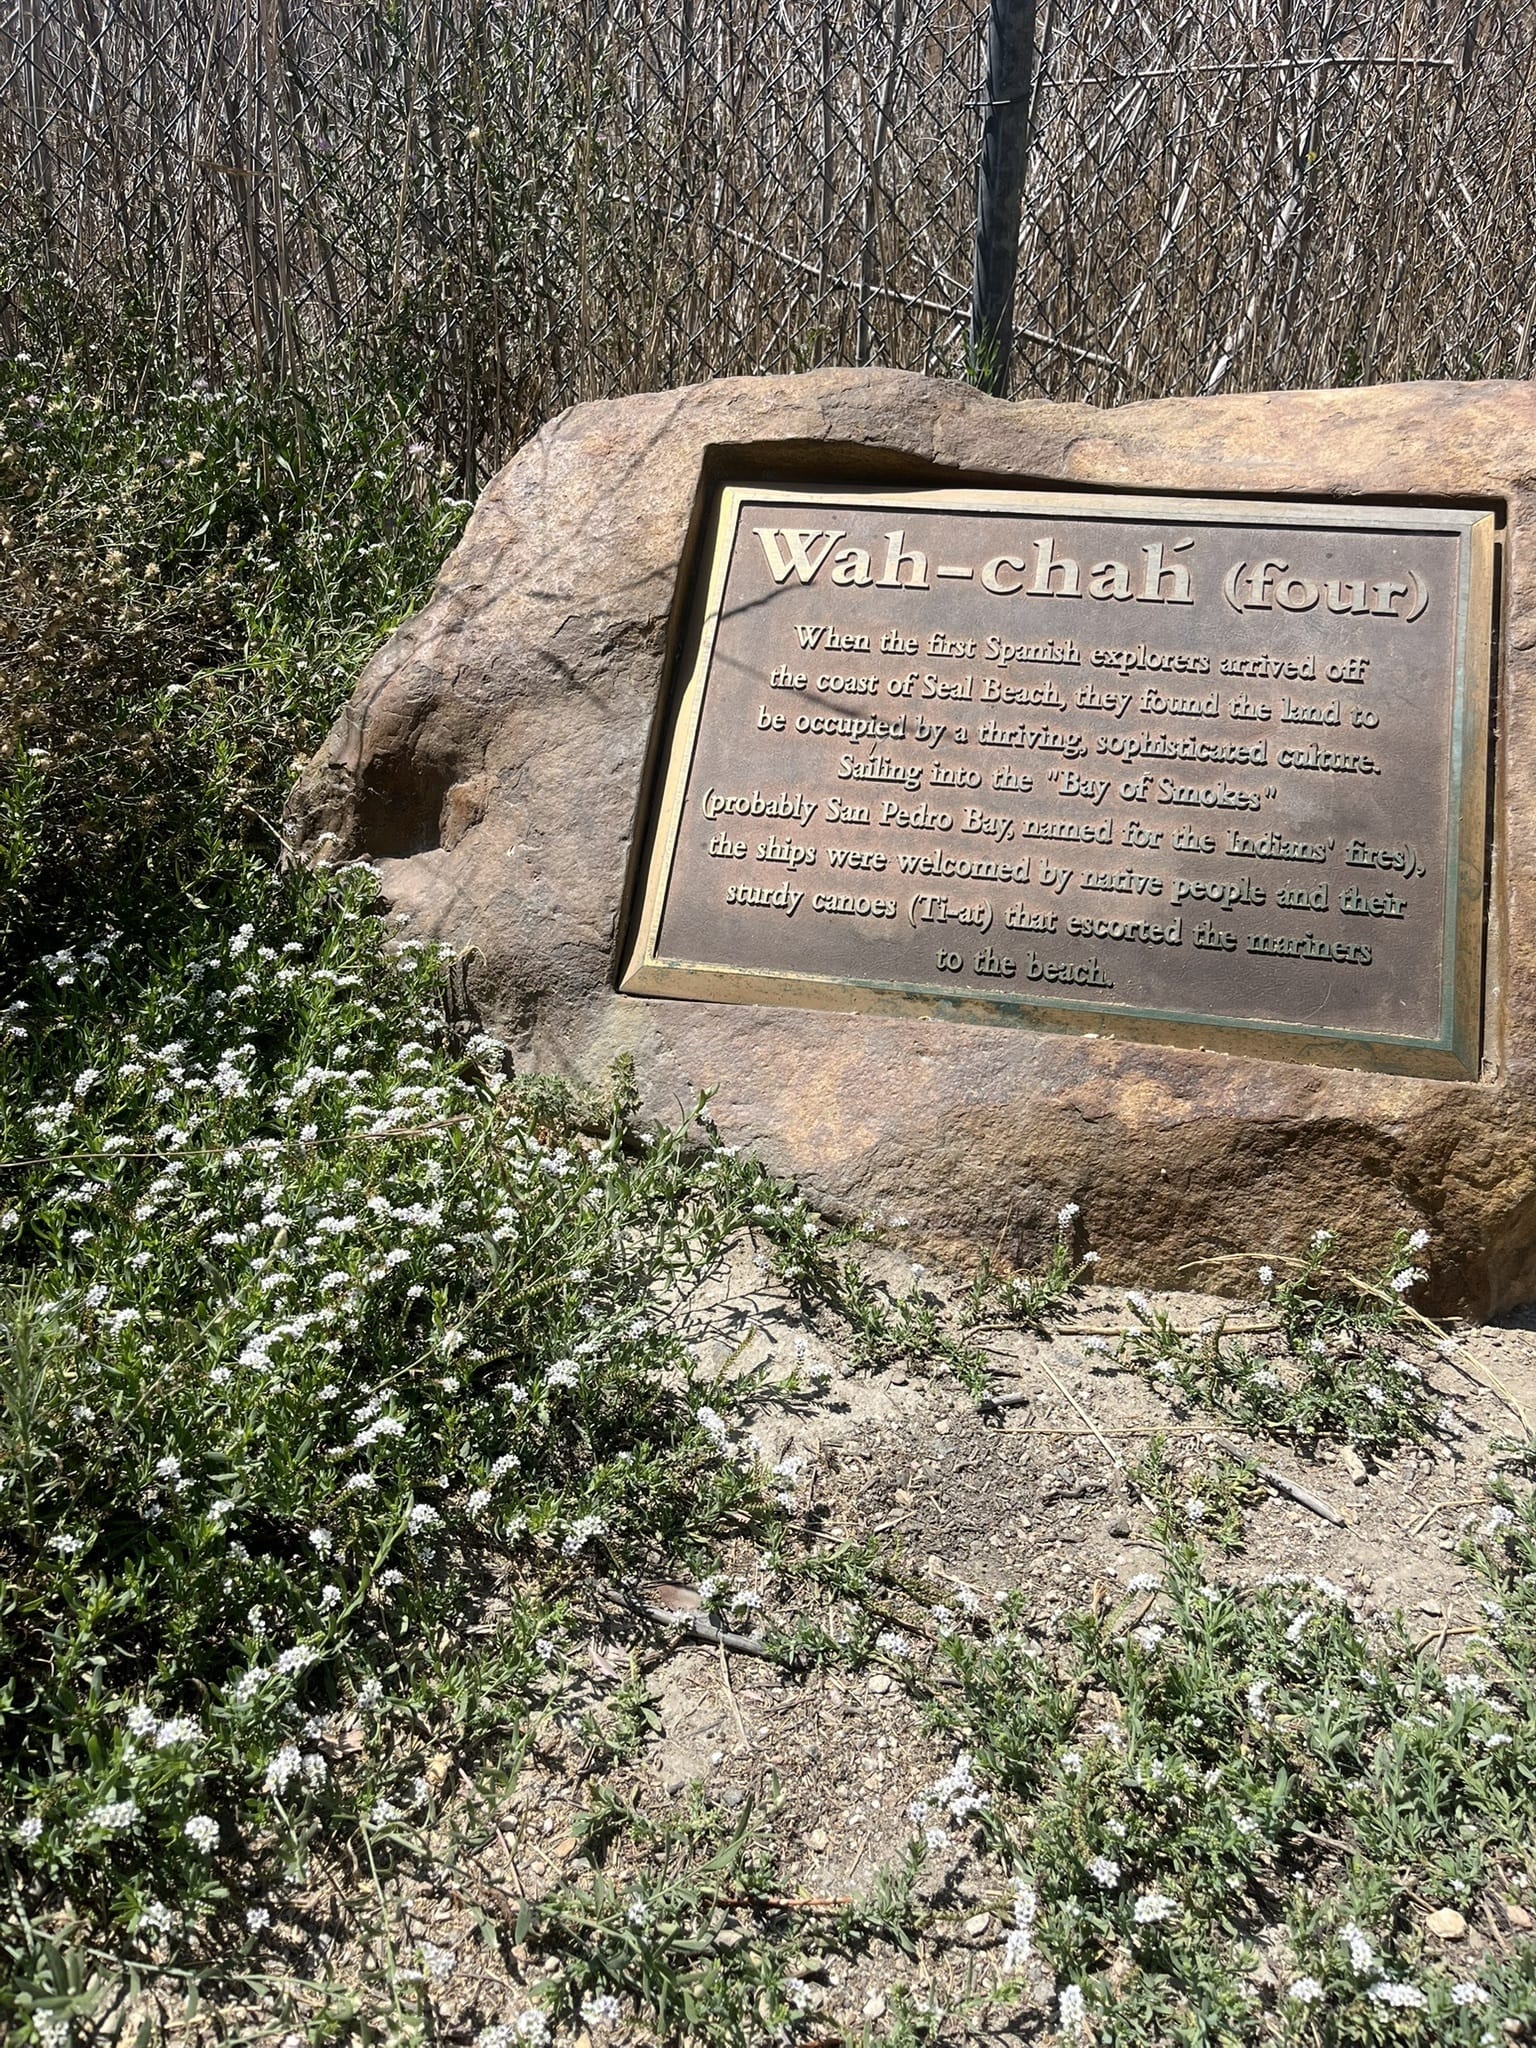 Wah-chah́ (four)
When the first Spanish explorers arrived off
the coast of Seal Beach, they found the land to
be occupied by a thriving, sophisticated culture.
Sailing into the "Bay of Smokes"
(probably San Pedro Bay, named for the Indians' fires),
the ships were welcomed by native people and their
sturdy canoes (Ti-at) that escorted the mariners
to the beach.